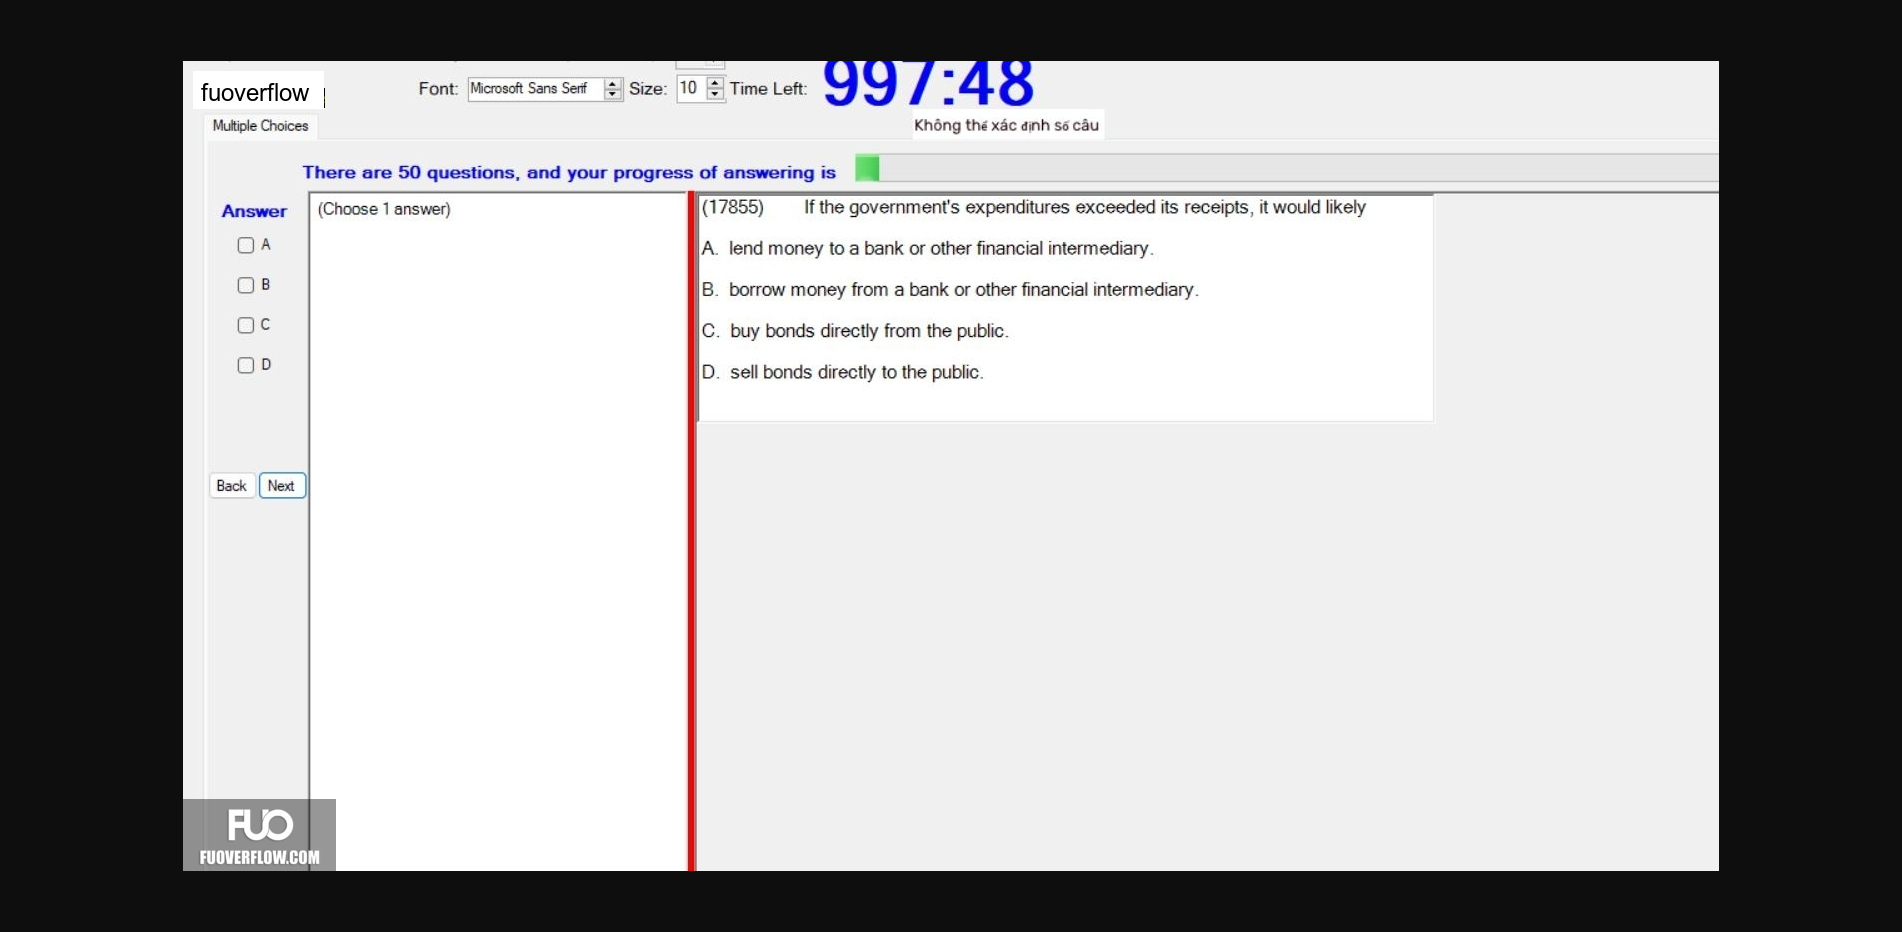 fuoverflow
Font: Microsoft Sans Serif Size: 10 Time Left: 997:48
Multiple Choices
Không thể xác định số câu
There are 50 questions, and your progress of answering is
Answer
(Choose 1 answer)
A
B
C
D
Back Next
(17855) If the government's expenditures exceeded its receipts, it would likely
A. lend money to a bank or other financial intermediary.
B. borrow money from a bank or other financial intermediary.
C. buy bonds directly from the public.
D. sell bonds directly to the public.
FUO
FUOVERFLOW.COM